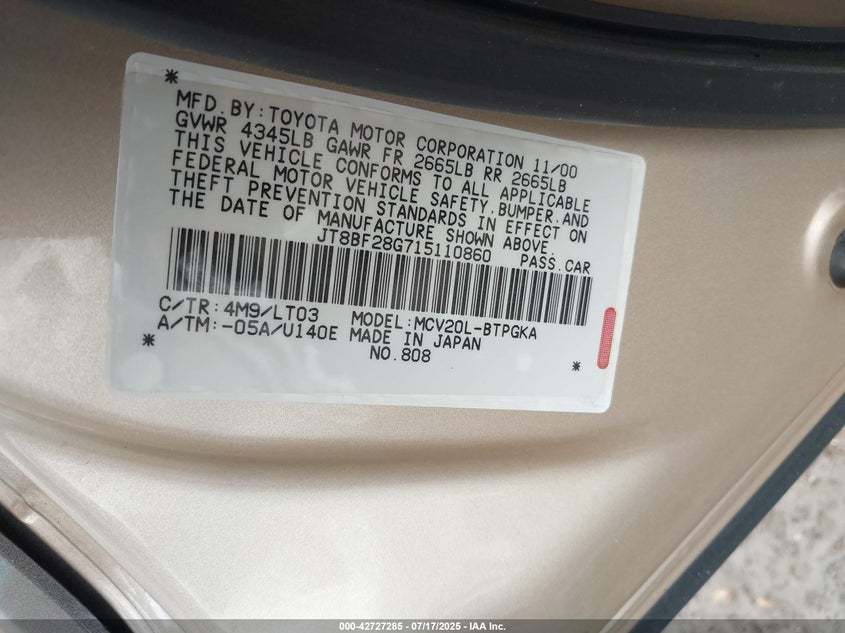 *
MFD. BY: TOYOTA MOTOR CORPORATION 11/00
GVWR 4345LB GAWR FR 2665LB RR 2665LB
THIS VEHICLE CONFORMS TO ALL APPLICABLE
FEDERAL MOTOR VEHICLE SAFETY, BUMPER, AND
THEFT PREVENTION STANDARDS IN EFFECT ON
THE DATE OF MANUFACTURE SHOWN ABOVE.
JT8BF28G715110860 PASS. CAR
C/TR: 4M9/LT03 MODEL: MCV20L-BTPGKA
A/TM: -05A/U140E MADE IN JAPAN
* NO. 808 *
000-42727285 - 07/17/2025 - IAA Inc.